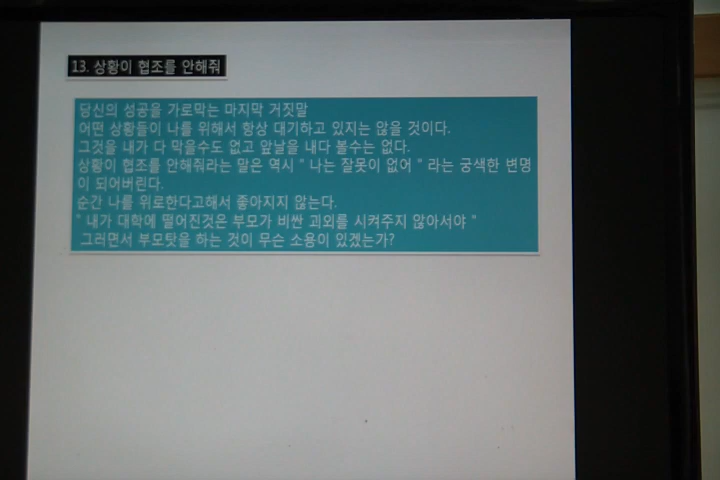 13. 상황이 협조를 안해줘
당신의 성공을 가로막는 마지막 거짓말
어떤 상황들이 나를 위해서 항상 대기하고 있지는 않을 것이다.
그것을 내가 다 막을수도 없고 앞날을 내다 볼수는 없다.
상황이 협조를 안해줘라는 말은 역시 " 나는 잘못이 없어 " 라는 궁색한 변명
이 되어버린다.
순간 나를 위로한다고해서 좋아지지 않는다.
" 내가 대학에 떨어진것은 부모가 비싼 괴외를 시켜주지 않아서야 "
그러면서 부모탓을 하는 것이 무슨 소용이 있겠는가?